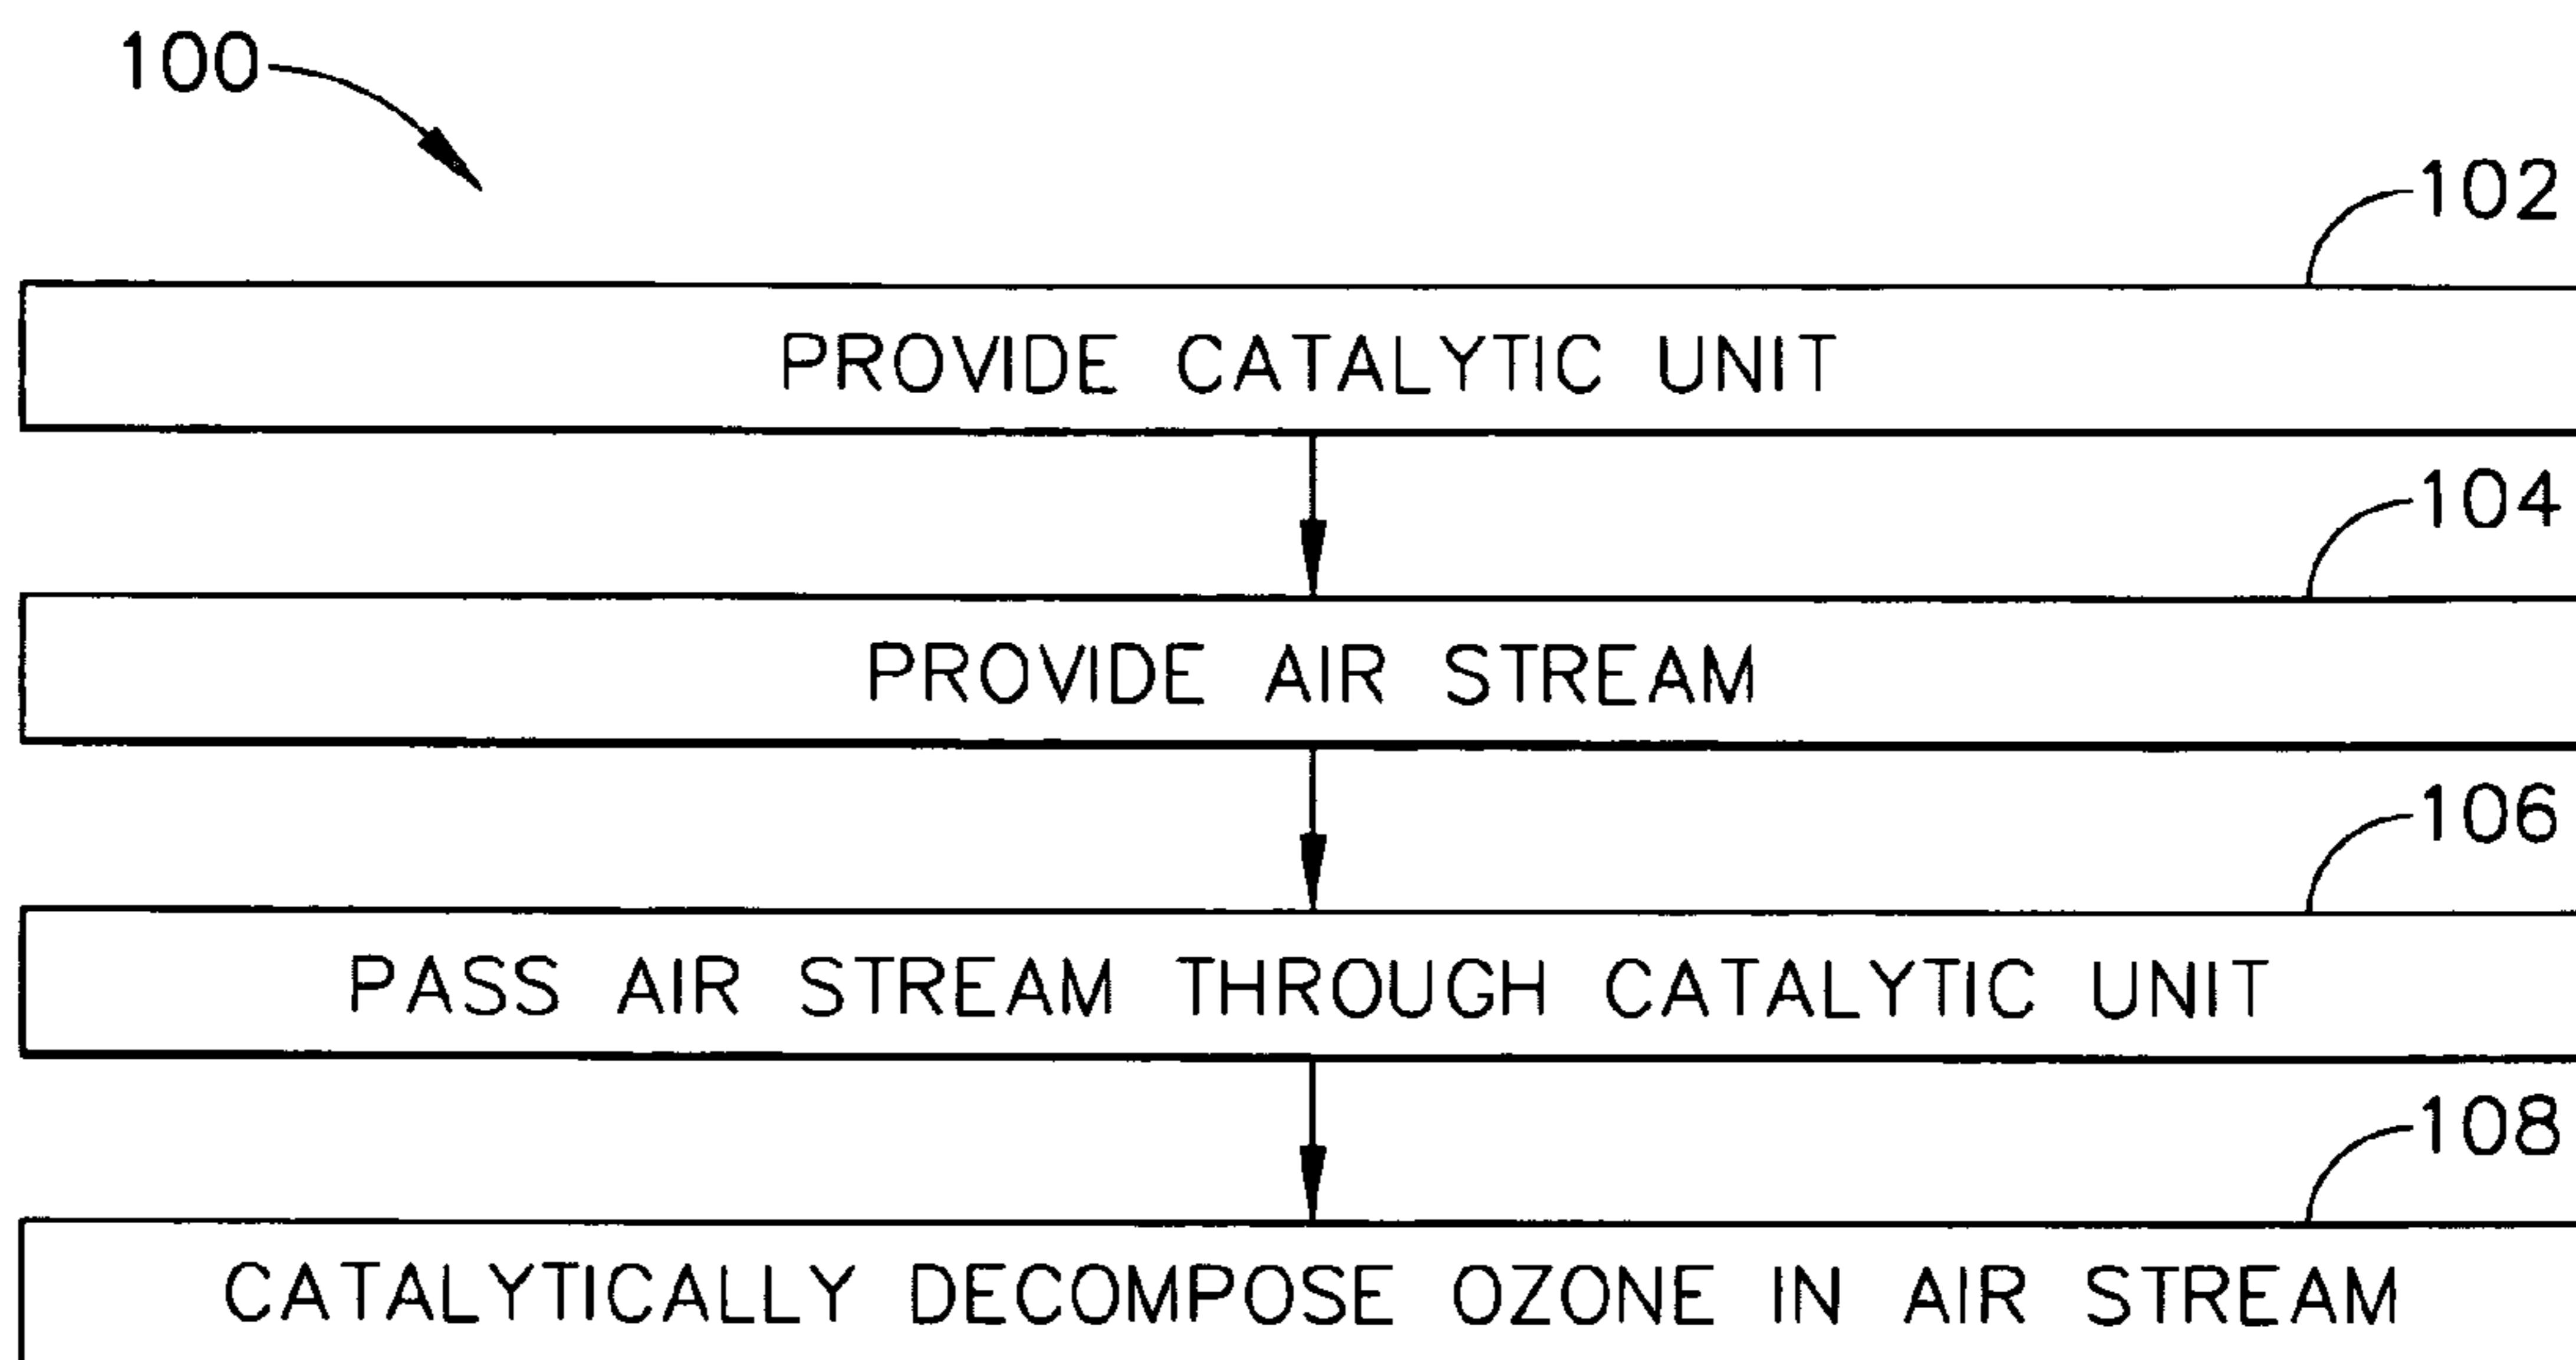 100
102
PROVIDE CATALYTIC UNIT
104
PROVIDE AIR STREAM
106
PASS AIR STREAM THROUGH CATALYTIC UNIT
108
CATALYTICALLY DECOMPOSE OZONE IN AIR STREAM